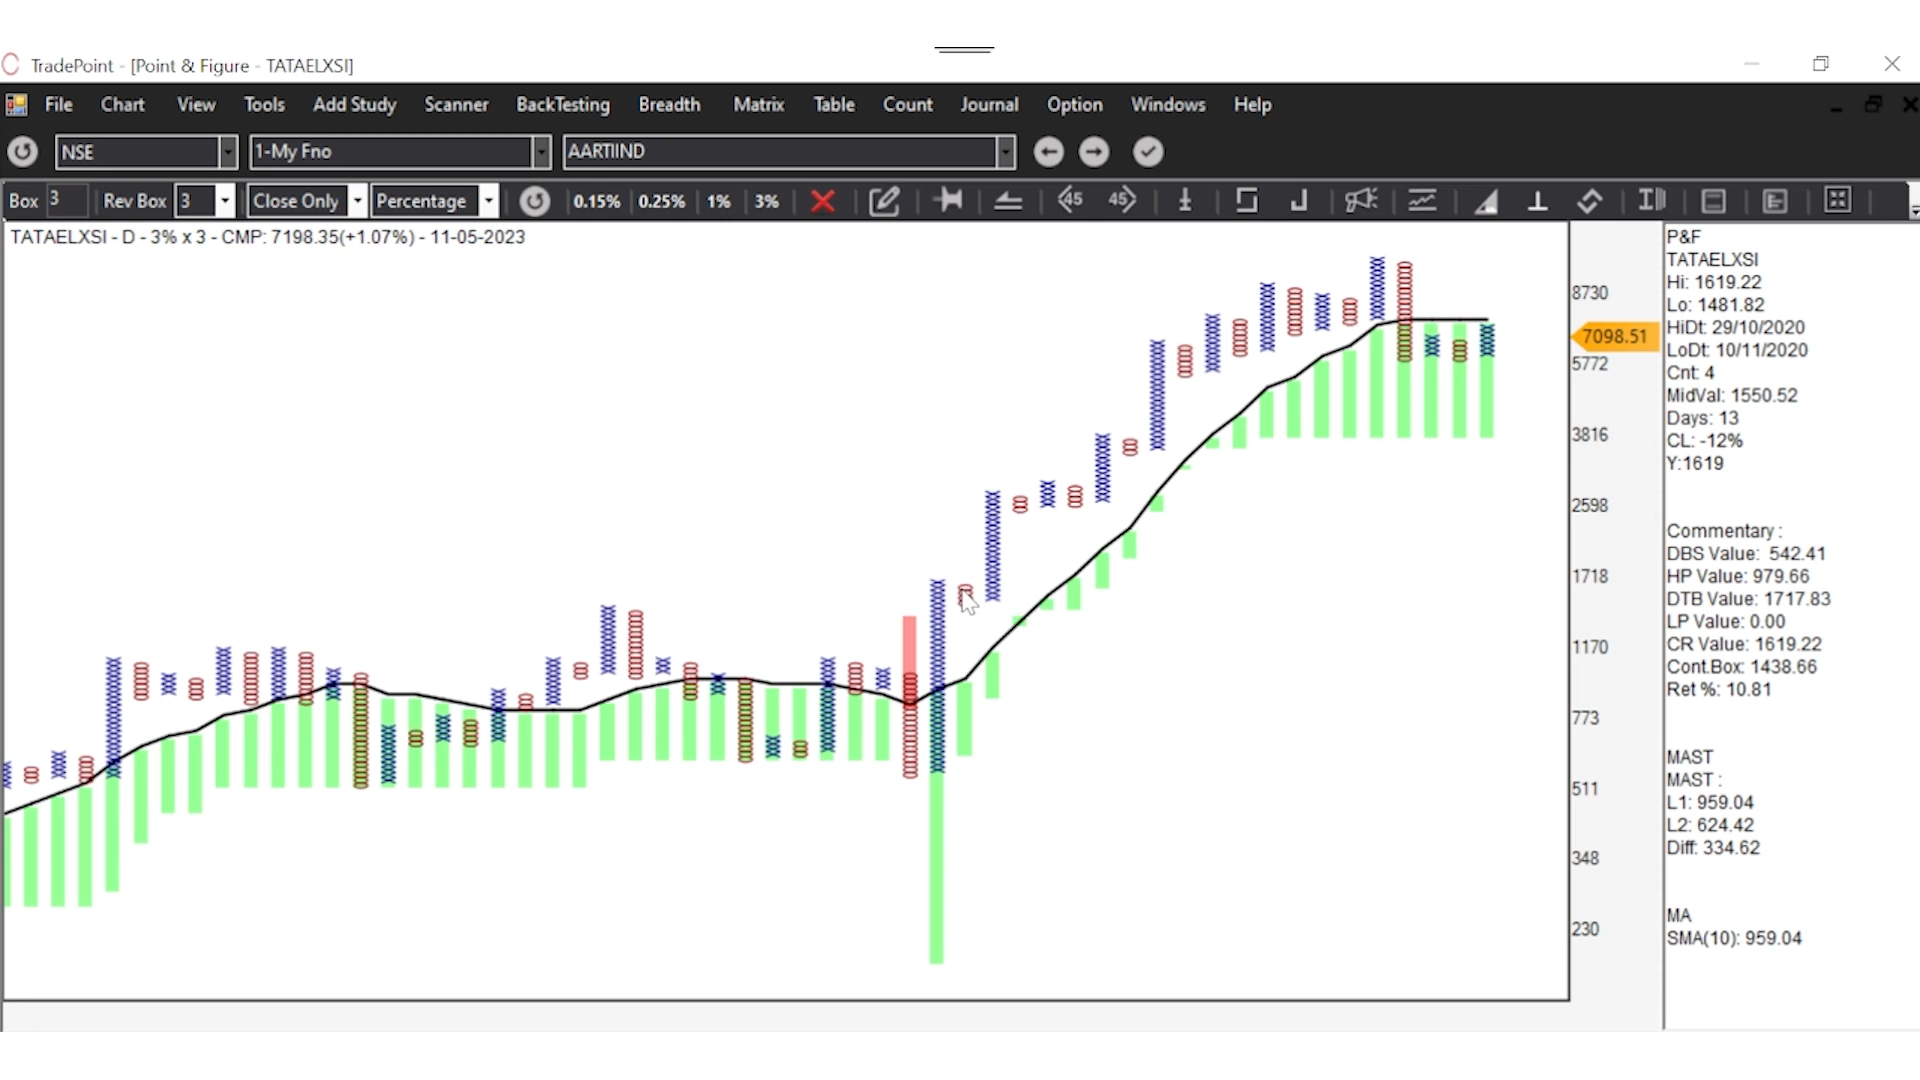 TradePoint - [Point & Figure - TATAELXSI]
File Chart View Tools Add Study Scanner BackTesting Breadth Matrix Table Count Journal Option Windows Help
NSE 1-My Fno AARTIIND
Box 3 Rev Box 3 Close Only Percentage 0.15% 0.25% 1% 3% 45 45
TATAELXSI - D - 3% x 3 - CMP: 7198.35(+1.07%) - 11-05-2023
8730
7098.51
5772
3816
2598
1718
1170
773
511
348
230
P&F
TATAELXSI
Hi: 1619.22
Lo: 1481.82
HiDt: 29/10/2020
LoDt: 10/11/2020
Cnt: 4
MidVal: 1550.52
Days: 13
CL: -12%
Y:1619
Commentary :
DBS Value: 542.41
HP Value: 979.66
DTB Value: 1717.83
LP Value: 0.00
CR Value: 1619.22
Cont.Box: 1438.66
Ret %: 10.81
MAST
MAST :
L1: 959.04
L2: 624.42
Diff: 334.62
MA
SMA(10): 959.04